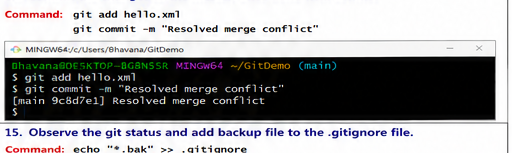 Command: git add hello.xml
git commit -m "Resolved merge conflict"
MINGW64:/c/Users/Bhavana/GitDemo
Bhavana@DESKTOP-BG8N5SR MINGW64 ~/GitDemo (main)
$ git add hello.xml
$ git commit -m "Resolved merge conflict"
[main 9c8d7e1] Resolved merge conflict
$
15. Observe the git status and add backup file to the .gitignore file.
Command: echo "*.bak" >> .gitignore